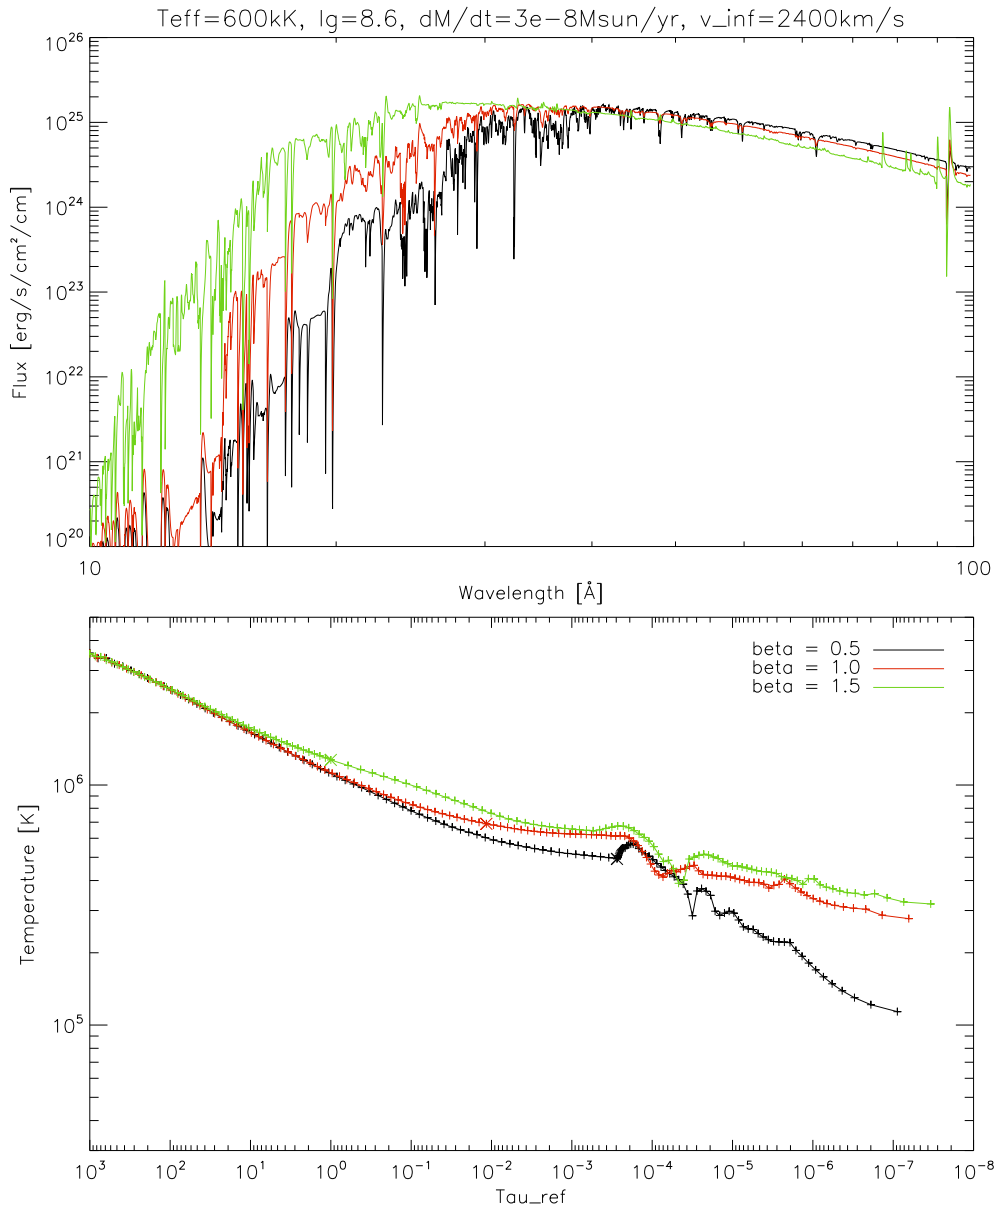 Teff=600kK, lg=8.6, dM/dt=3e-8Msun/yr, v_inf=2400km/s
10^26
10^25
10^24
10^23
10^22
10^21
10^20
Flux [erg/s/cm²/cm]
10
100
Wavelength [Å]
beta = 0.5
beta = 1.0
beta = 1.5
10^6
10^5
Temperature [K]
10^3 10^2 10^1 10^0 10^-1 10^-2 10^-3 10^-4 10^-5 10^-6 10^-7 10^-8
Tau_ref